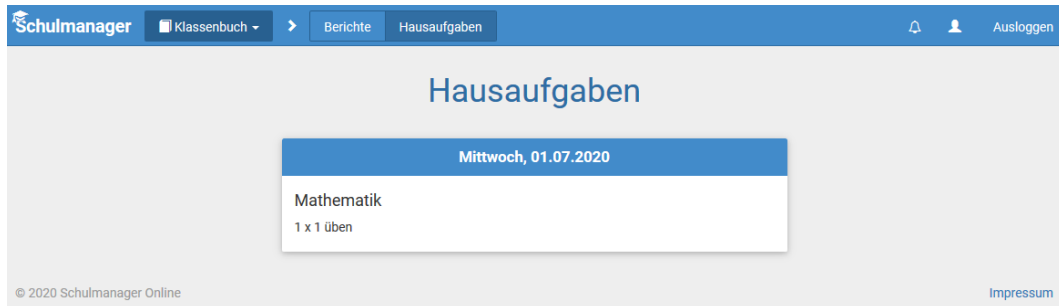 Schulmanager Klassenbuch Berichte Hausaufgaben Ausloggen
Hausaufgaben
Mittwoch, 01.07.2020
Mathematik
1 x 1 üben
© 2020 Schulmanager Online Impressum